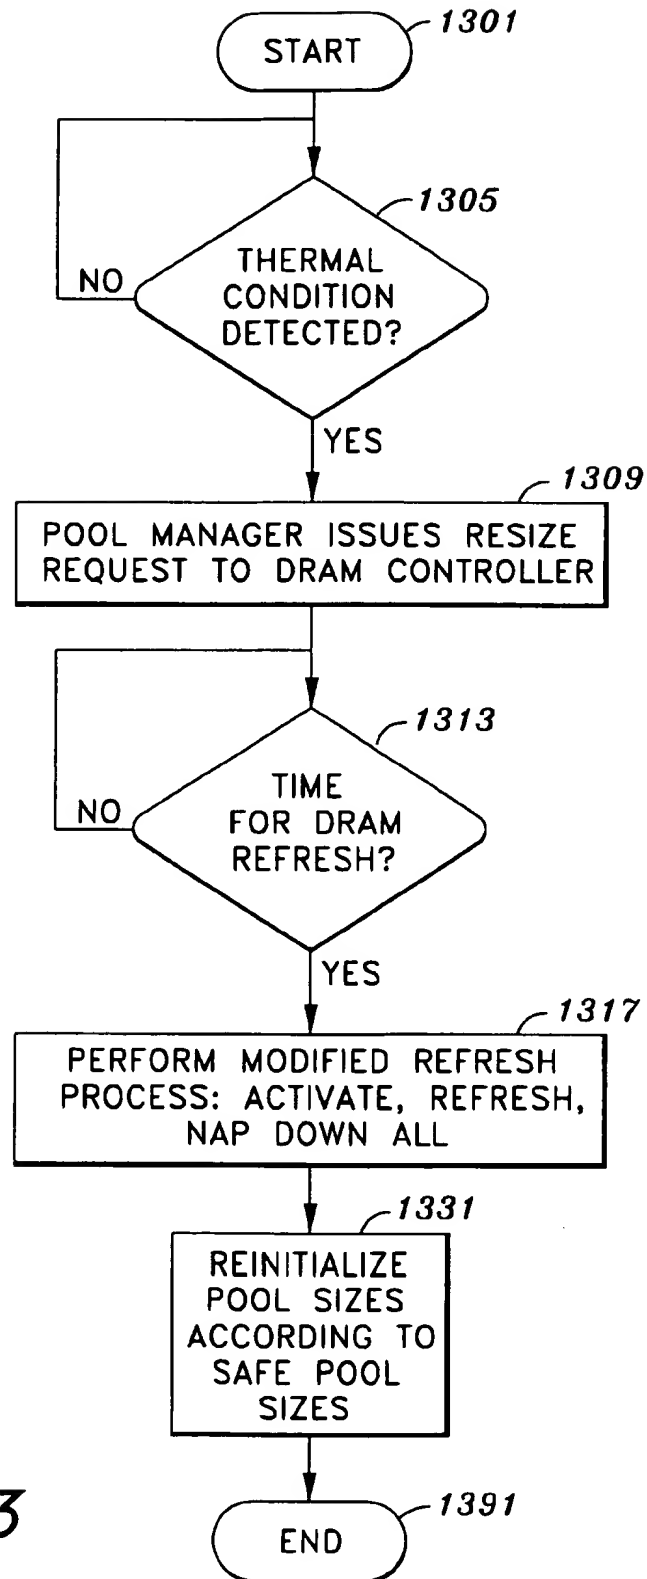 1301
START
1305
THERMAL
CONDITION
DETECTED?
NO
YES
1309
POOL MANAGER ISSUES RESIZE
REQUEST TO DRAM CONTROLLER
1313
TIME
FOR DRAM
REFRESH?
NO
YES
1317
PERFORM MODIFIED REFRESH
PROCESS: ACTIVATE, REFRESH,
NAP DOWN ALL
1331
REINITIALIZE
POOL SIZES
ACCORDING TO
SAFE POOL
SIZES
3
1391
END